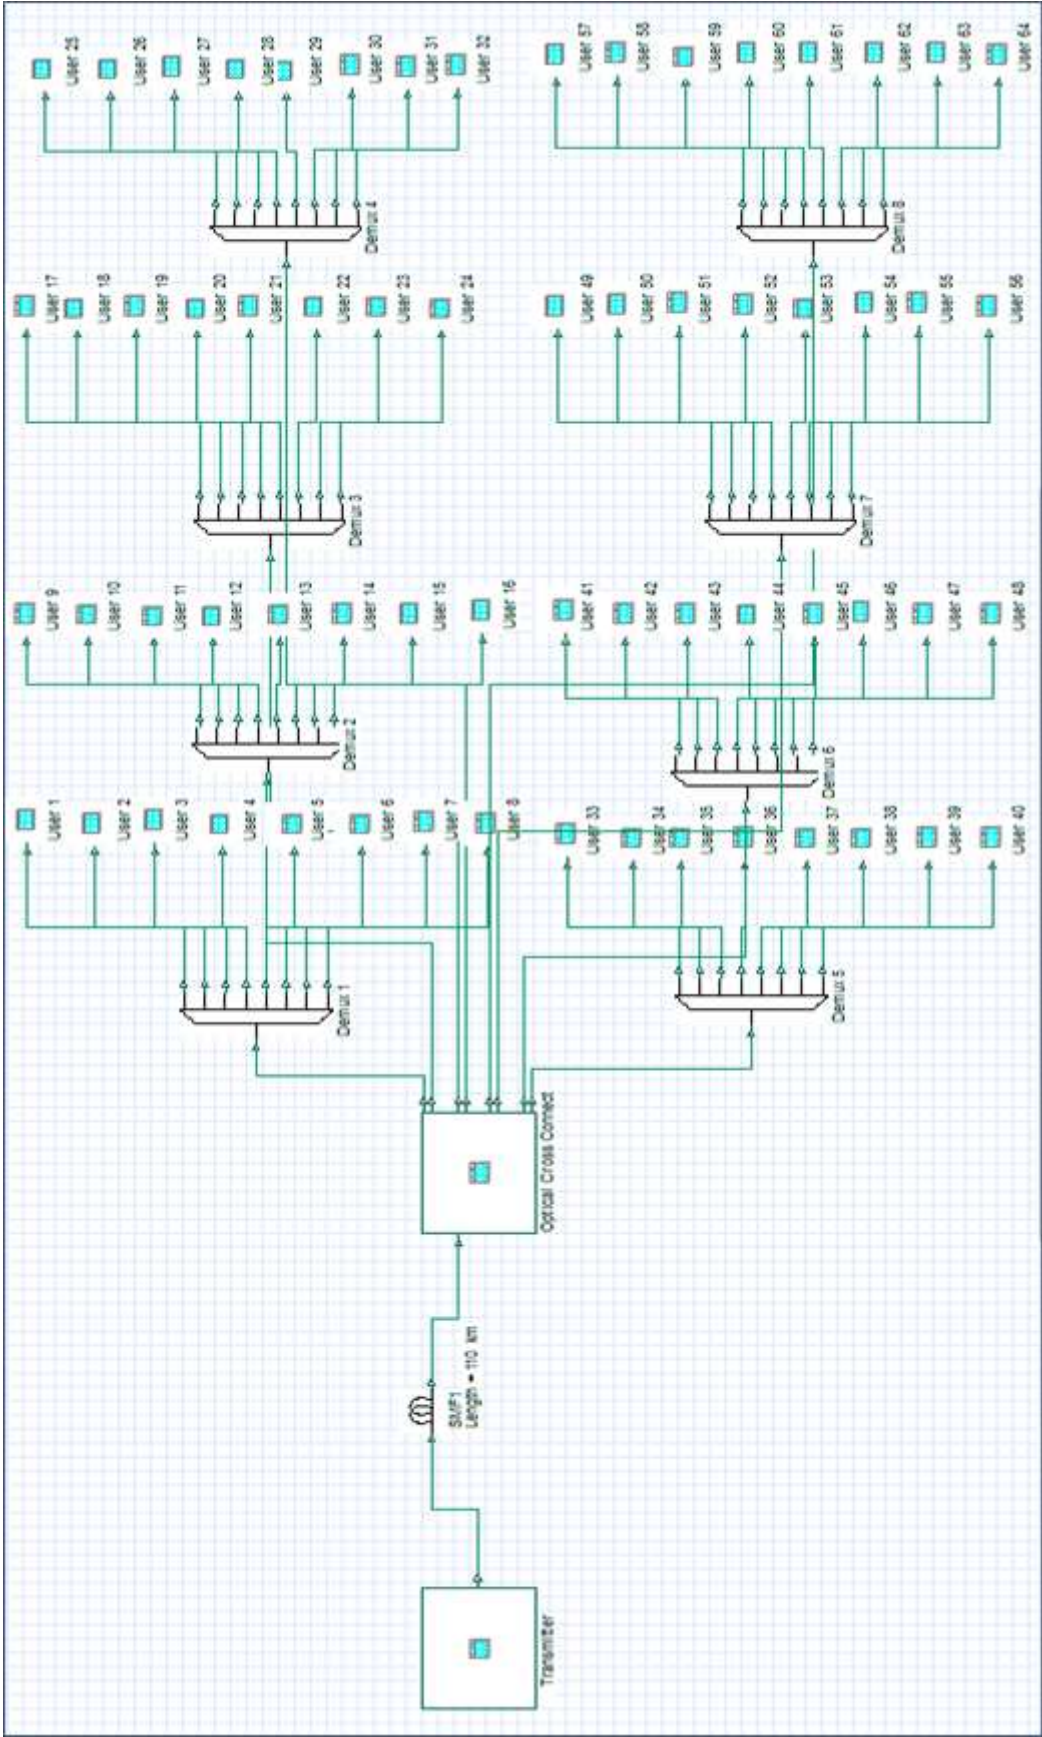 Transmitter
SMF1
Length = 110 km
Optical Cross Connect
Demux 1
User 1
User 2
User 3
User 4
User 5
User 6
User 7
User 8
Demux 2
User 9
User 10
User 11
User 12
User 13
User 14
User 15
User 16
Demux 3
User 17
User 18
User 19
User 20
User 21
User 22
User 23
User 24
Demux 4
User 25
User 26
User 27
User 28
User 29
User 30
User 31
User 32
Demux 5
User 33
User 34
User 35
User 36
User 37
User 38
User 39
User 40
Demux 6
User 41
User 42
User 43
User 44
User 45
User 46
User 47
User 48
Demux 7
User 49
User 50
User 51
User 52
User 53
User 54
User 55
User 56
Demux 8
User 57
User 58
User 59
User 60
User 61
User 62
User 63
User 64